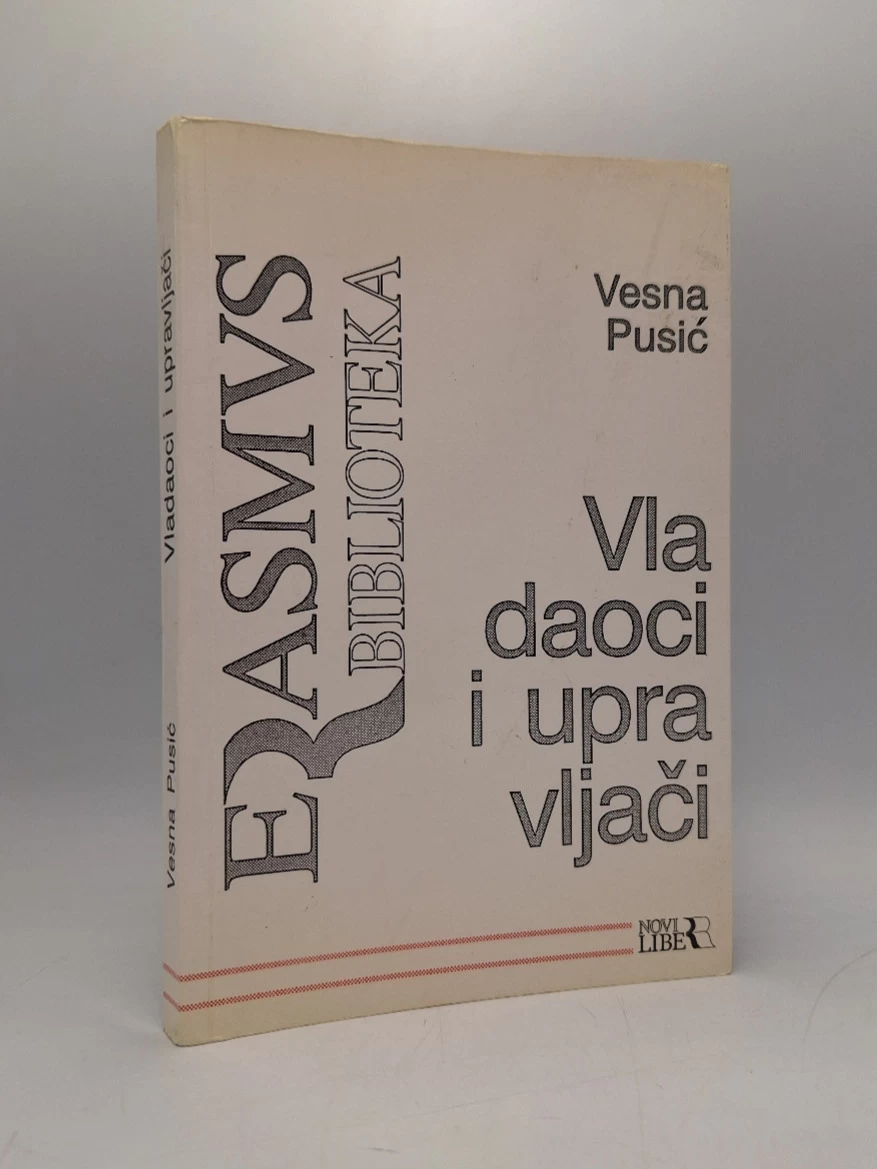 Vesna Pusić
Vladaoci i upravljači
ERASMVS
BIBLIOTEKA
Vesna
Pusić
Vla
daoci
i upra
vljači
NOVI
LIBER